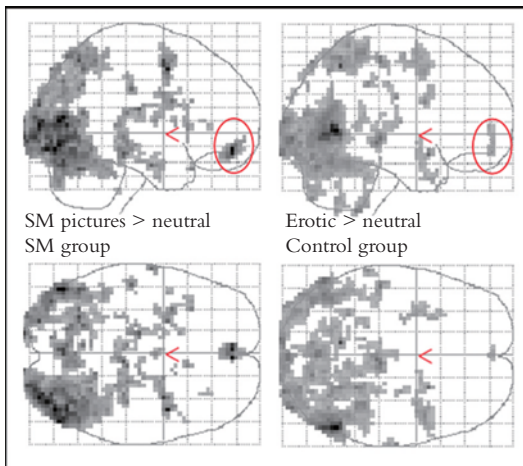 SM pictures > neutral
SM group
Erotic > neutral
Control group